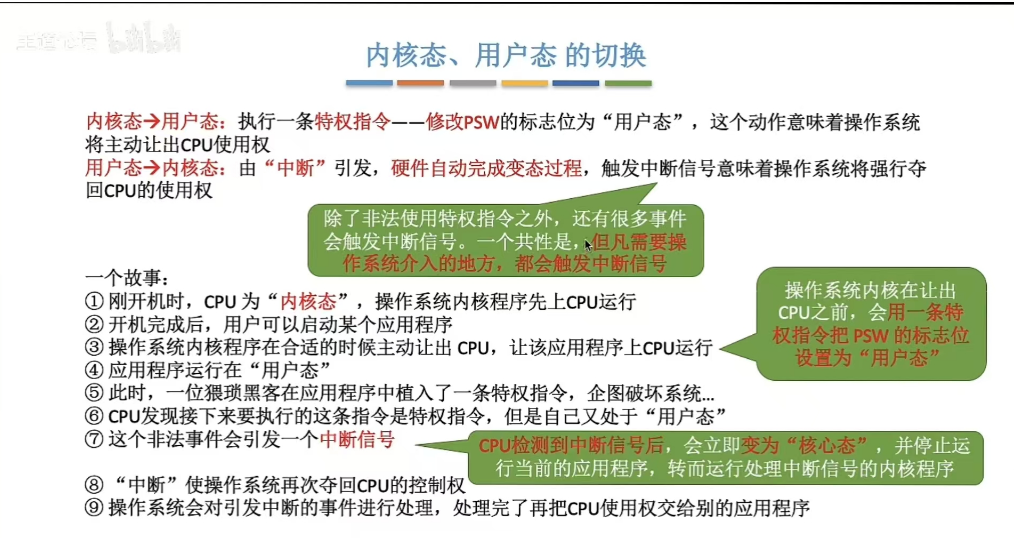 王道论坛 bilibili
内核态、用户态 的切换
内核态→用户态：执行一条特权指令——修改PSW的标志位为“用户态”，这个动作意味着操作系统
将主动让出CPU使用权
用户态→内核态：由“中断”引发，硬件自动完成变态过程，触发中断信号意味着操作系统将强行夺
回CPU的使用权
除了非法使用特权指令之外，还有很多事件
会触发中断信号。一个共性是，但凡需要操
作系统介入的地方，都会触发中断信号
一个故事：
① 刚开机时，CPU 为“内核态”，操作系统内核程序先上CPU运行
② 开机完成后，用户可以启动某个应用程序
③ 操作系统内核程序在合适的时候主动让出 CPU，让该应用程序上CPU运行
操作系统内核在让出
CPU之前，会用一条特
权指令把 PSW 的标志位
设置为“用户态”
④ 应用程序运行在“用户态”
⑤ 此时，一位猥琐黑客在应用程序中植入了一条特权指令，企图破坏系统...
⑥ CPU发现接下来要执行的这条指令是特权指令，但是自己又处于“用户态”
⑦ 这个非法事件会引发一个中断信号
CPU检测到中断信号后，会立即变为“核心态”，并停止运
行当前的应用程序，转而运行处理中断信号的内核程序
⑧ “中断”使操作系统再次夺回CPU的控制权
⑨ 操作系统会对引发中断的事件进行处理，处理完了再把CPU使用权交给别的应用程序